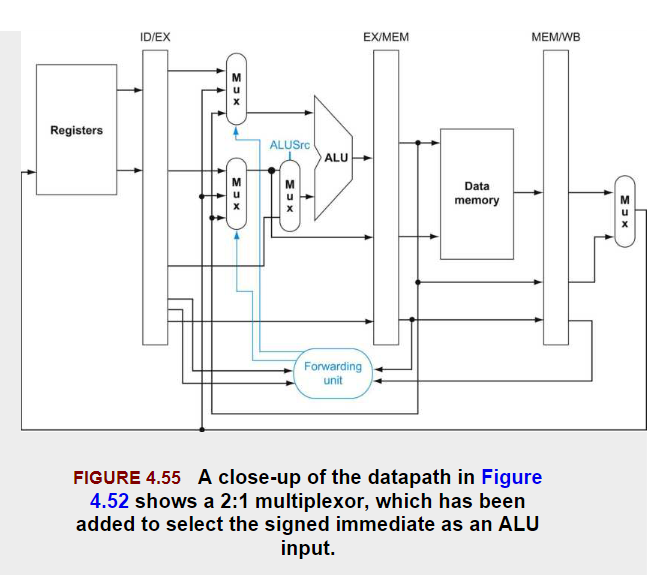 ID/EX
EX/MEM
MEM/WB
Registers
M
u
x
M
u
x
ALUSrc
M
u
x
ALU
Data
memory
M
u
x
Forwarding
unit
FIGURE 4.55 A close-up of the datapath in Figure
4.52 shows a 2:1 multiplexor, which has been
added to select the signed immediate as an ALU
input.